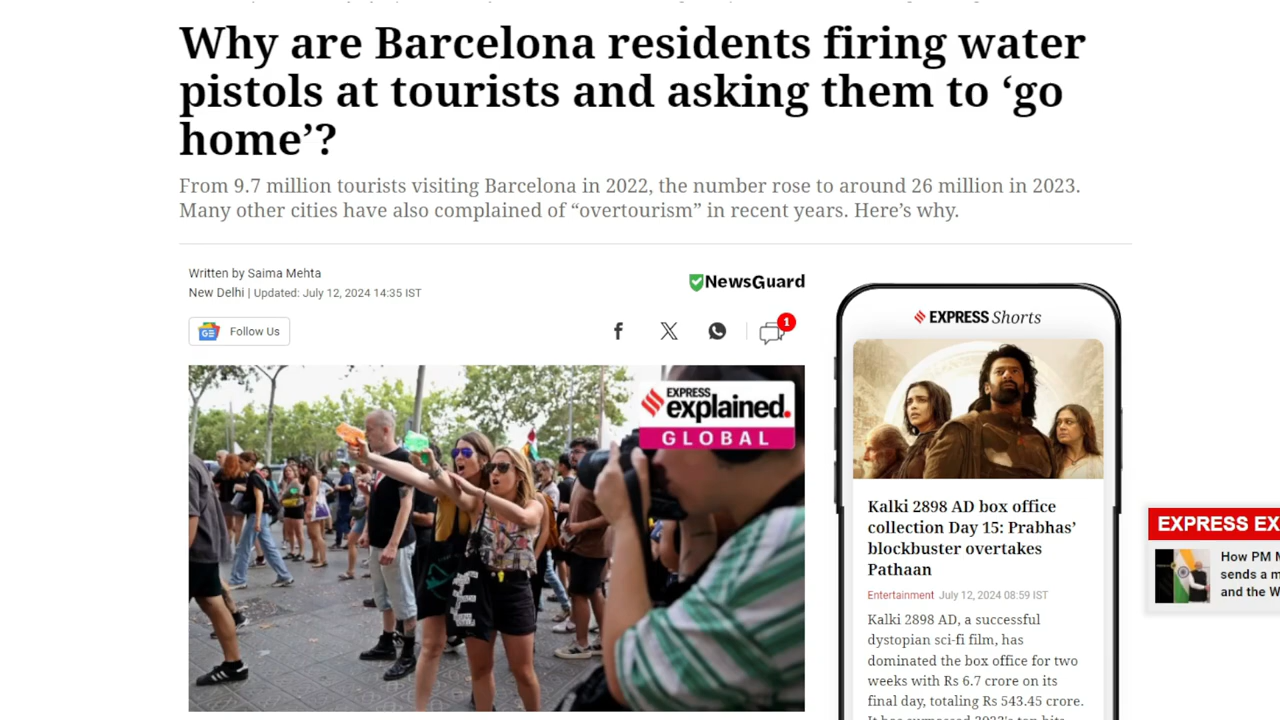 Why are Barcelona residents firing water
pistols at tourists and asking them to ‘go
home’?
From 9.7 million tourists visiting Barcelona in 2022, the number rose to around 26 million in 2023.
Many other cities have also complained of “overtourism” in recent years. Here’s why.
Written by Saima Mehta
New Delhi | Updated: July 12, 2024 14:35 IST
NewsGuard
GE Follow Us
1
EXPRESS
explained.
GLOBAL
EXPRESS Shorts
Kalki 2898 AD box office
collection Day 15: Prabhas’
blockbuster overtakes
Pathaan
Entertainment July 12, 2024 08:59 IST
Kalki 2898 AD, a successful
dystopian sci-fi film, has
dominated the box office for two
weeks with Rs 6.7 crore on its
final day, totaling Rs 543.45 crore.
EXPRESS EX
How PM
sends a m
and the W